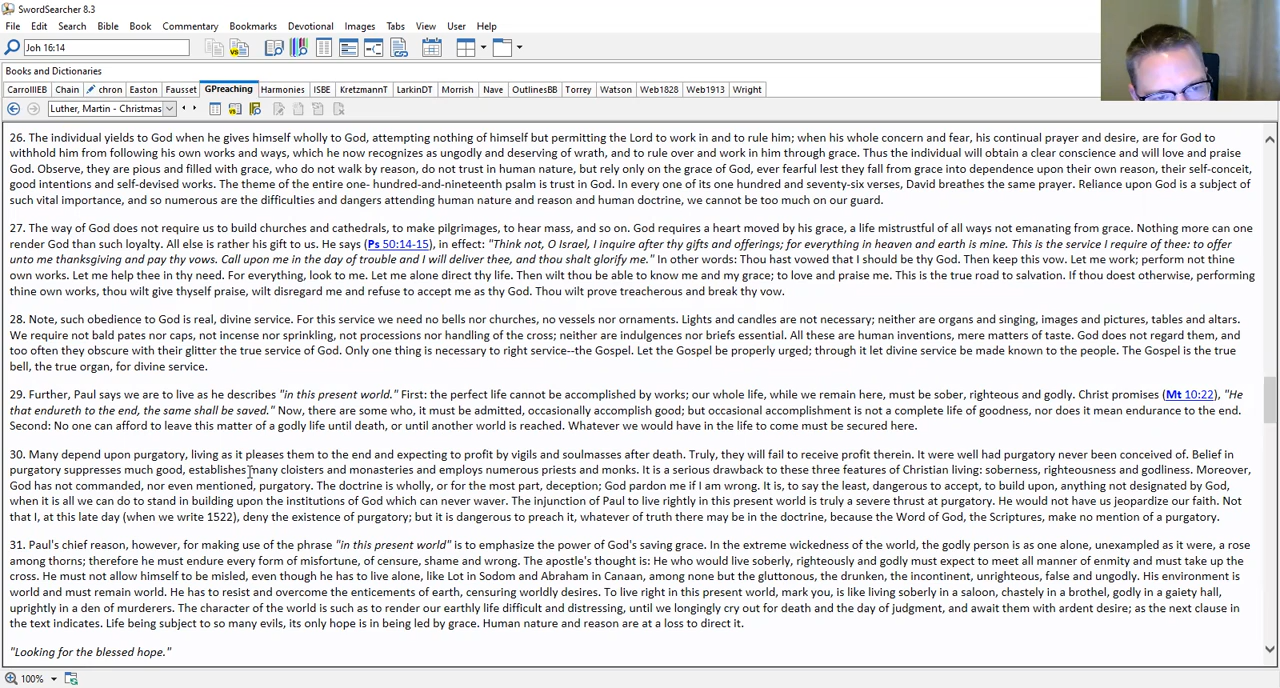 SwordSearcher 8.3
File Edit Search Bible Book Commentary Bookmarks Devotional Images Tabs View User Help
Joh 16:14
Books and Dictionaries
CarrollIEB Chain chron Easton Fausset GPreaching Harmonies ISBE KretzmannT LarkinDT Morrish Nave OutlinesBB Torrey Watson Web1828 Web1913 Wright
Luther, Martin - Christmas
26. The individual yields to God when he gives himself wholly to God, attempting nothing of himself but permitting the Lord to work in and to rule him; when his whole concern and fear, his continual prayer and desire, are for God to
withhold him from following his own works and ways, which he now recognizes as ungodly and deserving of wrath, and to rule over and work in him through grace. Thus the individual will obtain a clear conscience and will love and praise
God. Observe, they are pious and filled with grace, who do not walk by reason, do not trust in human nature, but rely only on the grace of God, ever fearful lest they fall from grace into dependence upon their own reason, their self-conceit,
good intentions and self-devised works. The theme of the entire one- hundred-and-nineteenth psalm is trust in God. In every one of its one hundred and seventy-six verses, David breathes the same prayer. Reliance upon God is a subject of
such vital importance, and so numerous are the difficulties and dangers attending human nature and reason and human doctrine, we cannot be too much on our guard.
27. The way of God does not require us to build churches and cathedrals, to make pilgrimages, to hear mass, and so on. God requires a heart moved by his grace, a life mistrustful of all ways not emanating from grace. Nothing more can one
render God than such loyalty. All else is rather his gift to us. He says (Ps 50:14-15), in effect: "Think not, O Israel, I inquire after thy gifts and offerings; for everything in heaven and earth is mine. This is the service I require of thee: to offer
unto me thanksgiving and pay thy vows. Call upon me in the day of trouble and I will deliver thee, and thou shalt glorify me." In other words: Thou hast vowed that I should be thy God. Then keep this vow. Let me work; perform not thine
own works. Let me help thee in thy need. For everything, look to me. Let me alone direct thy life. Then wilt thou be able to know me and my grace; to love and praise me. This is the true road to salvation. If thou doest otherwise, performing
thine own works, thou wilt give thyself praise, wilt disregard me and refuse to accept me as thy God. Thou wilt prove treacherous and break thy vow.
28. Note, such obedience to God is real, divine service. For this service we need no bells nor churches, no vessels nor ornaments. Lights and candles are not necessary; neither are organs and singing, images and pictures, tables and altars.
We require not bald pates nor caps, not incense nor sprinkling, not processions nor handling of the cross; neither are indulgences nor briefs essential. All these are human inventions, mere matters of taste. God does not regard them, and
too often they obscure with their glitter the true service of God. Only one thing is necessary to right service--the Gospel. Let the Gospel be properly urged; through it let divine service be made known to the people. The Gospel is the true
bell, the true organ, for divine service.
29. Further, Paul says we are to live as he describes "in this present world." First: the perfect life cannot be accomplished by works; our whole life, while we remain here, must be sober, righteous and godly. Christ promises (Mt 10:22), "He
that endureth to the end, the same shall be saved." Now, there are some who, it must be admitted, occasionally accomplish good; but occasional accomplishment is not a complete life of goodness, nor does it mean endurance to the end.
Second: No one can afford to leave this matter of a godly life until death, or until another world is reached. Whatever we would have in the life to come must be secured here.
30. Many depend upon purgatory, living as it pleases them to the end and expecting to profit by vigils and soulmasses after death. Truly, they will fail to receive profit therein. It were well had purgatory never been conceived of. Belief in
purgatory suppresses much good, establishes many cloisters and monasteries and employs numerous priests and monks. It is a serious drawback to these three features of Christian living: soberness, righteousness and godliness. Moreover,
God has not commanded, nor even mentioned, purgatory. The doctrine is wholly, or for the most part, deception; God pardon me if I am wrong. It is, to say the least, dangerous to accept, to build upon, anything not designated by God,
when it is all we can do to stand in building upon the institutions of God which can never waver. The injunction of Paul to live rightly in this present world is truly a severe thrust at purgatory. He would not have us jeopardize our faith. Not
that I, at this late day (when we write 1522), deny the existence of purgatory; but it is dangerous to preach it, whatever of truth there may be in the doctrine, because the Word of God, the Scriptures, make no mention of a purgatory.
31. Paul's chief reason, however, for making use of the phrase "in this present world" is to emphasize the power of God's saving grace. In the extreme wickedness of the world, the godly person is as one alone, unexampled as it were, a rose
among thorns; therefore he must endure every form of misfortune, of censure, shame and wrong. The apostle's thought is: He who would live soberly, righteously and godly must expect to meet all manner of enmity and must take up the
cross. He must not allow himself to be misled, even though he has to live alone, like Lot in Sodom and Abraham in Canaan, among none but the gluttonous, the drunken, the incontinent, unrighteous, false and ungodly. His environment is
world and must remain world. He has to resist and overcome the enticements of earth, censuring worldly desires. To live right in this present world, mark you, is like living soberly in a saloon, chastely in a brothel, godly in a gaiety hall,
uprightly in a den of murderers. The character of the world is such as to render our earthly life difficult and distressing, until we longingly cry out for death and the day of judgment, and await them with ardent desire; as the next clause in
the text indicates. Life being subject to so many evils, its only hope is in being led by grace. Human nature and reason are at a loss to direct it.
"Looking for the blessed hope."
100%